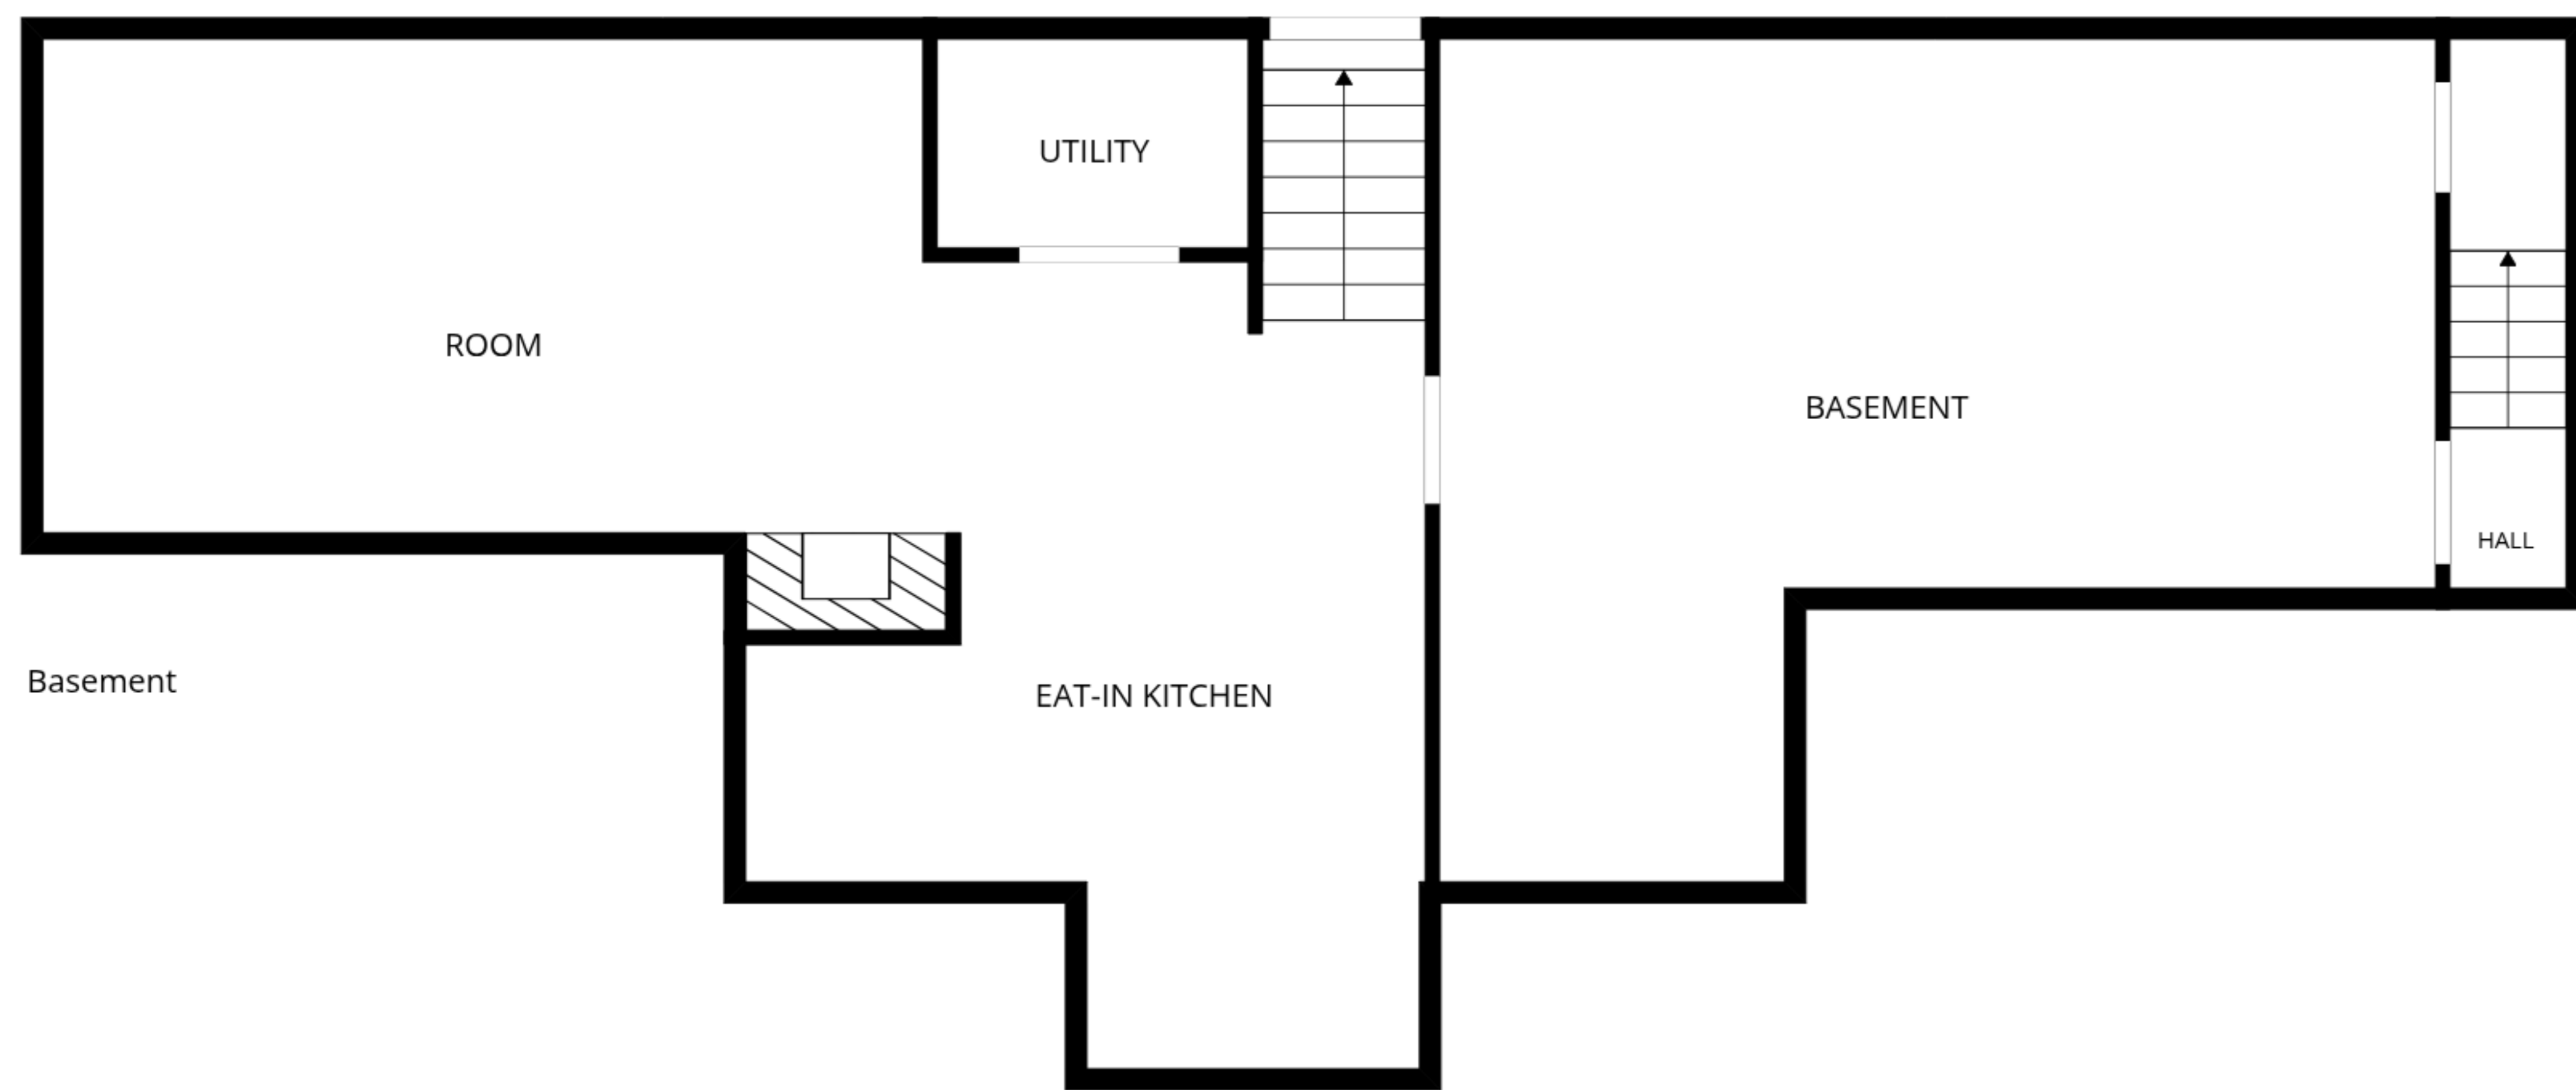 UTILITY
ROOM
BASEMENT
HALL
Basement
EAT-IN KITCHEN